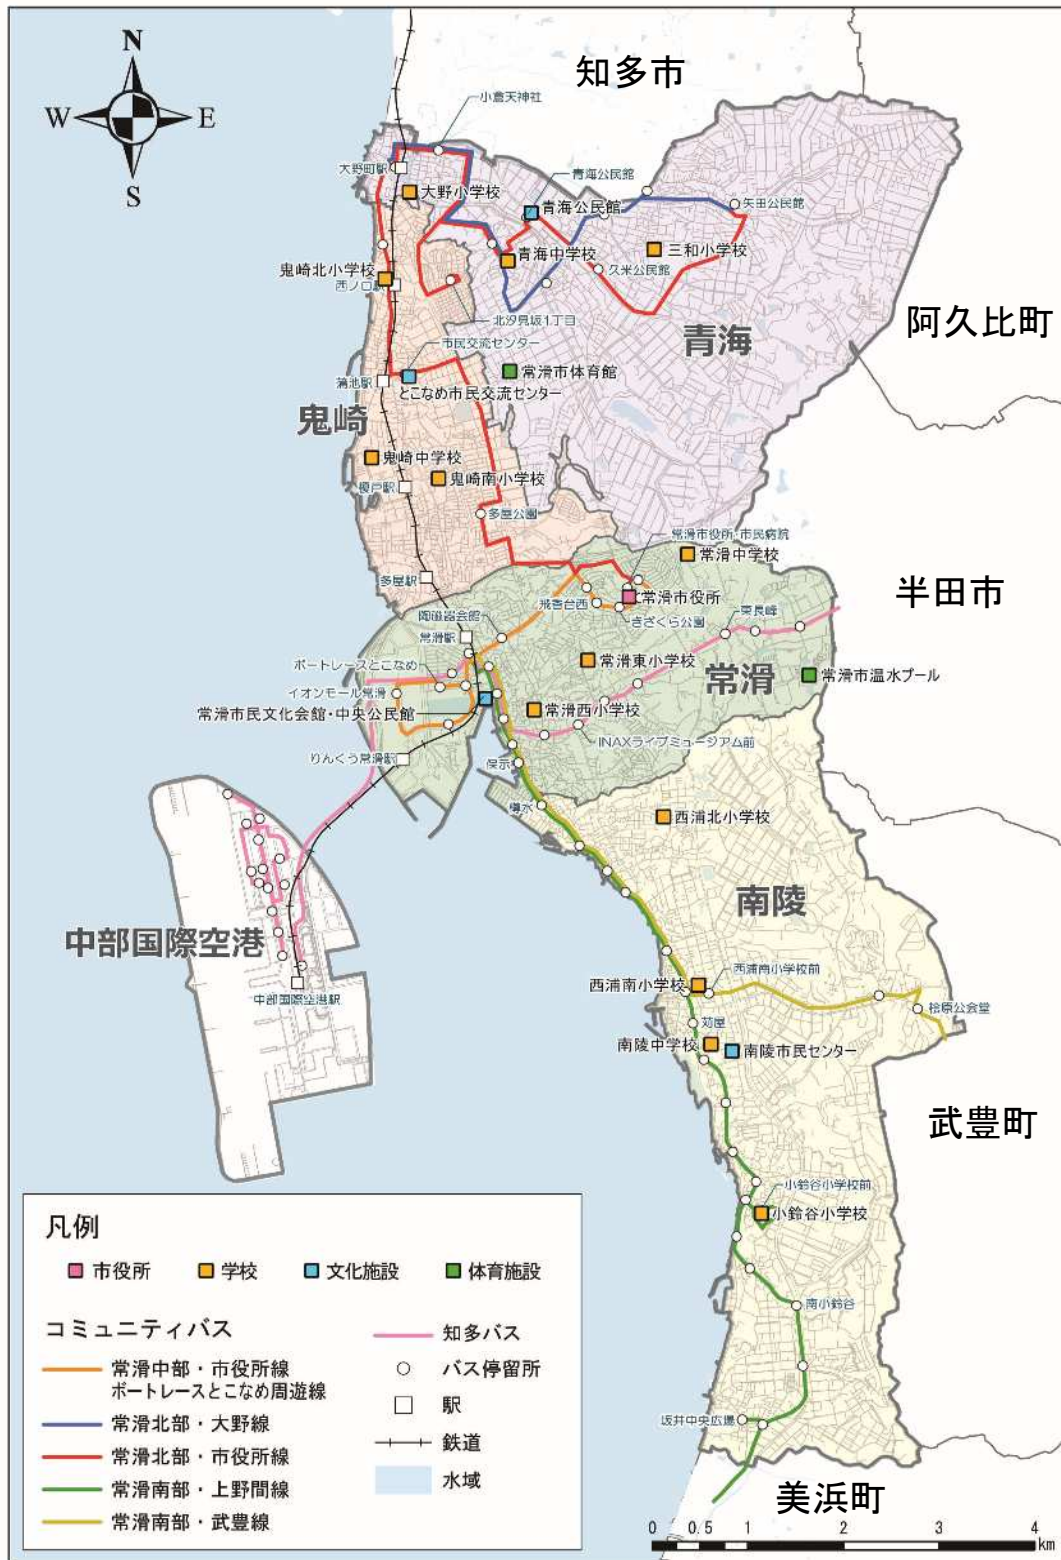 N
W
E
S
知多市
小倉天神社
大野町駅
大野小学校
青海公民館
青海公民館
矢田公民館
青海中学校
三和小学校
久米公民館
鬼崎北小学校
西ノ口駅
北汐見坂1丁目
青海
阿久比町
市民交流センター
常滑市体育館
蒲池駅
とこなめ市民交流センター
鬼崎
鬼崎中学校
鬼崎南小学校
榎戸駅
多屋公園
常滑市役所・市民病院
常滑中学校
半田市
多屋駅
飛香台西
常滑市役所
きざくら公園
陶磁器会館
常滑駅
東長峰
ポートレースとこなめ
常滑東小学校
常滑
常滑市温水プール
イオンモール常滑
常滑市民文化会館・中央公民館
常滑西小学校
INAXライブミュージアム前
りんくう常滑駅
保示
樽水
西浦北小学校
南陵
中部国際空港
西浦南小学校前
西浦南小学校
中部国際空港駅
桧原公会堂
苅屋
南陵中学校
南陵市民センター
武豊町
小鈴谷小学校前
小鈴谷小学校
南小鈴谷
坂井中央広場
美浜町
凡例
市役所
学校
文化施設
体育施設
コミュニティバス
常滑中部・市役所線
ポートレースとこなめ周遊線
常滑北部・大野線
常滑北部・市役所線
常滑南部・上野間線
常滑南部・武豊線
知多バス
バス停留所
駅
鉄道
水域
0 0.5 1 2 3 4
km